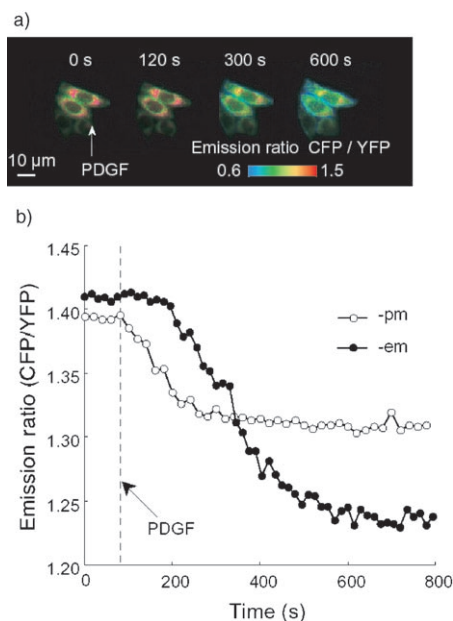 a)
0 s 120 s 300 s 600 s
Emission ratio CFP / YFP
0.6 1.5
10 µm
PDGF
b)
1.45
1.40
1.35
1.30
1.25
1.20
Emission ratio (CFP/YFP)
-pm
-em
PDGF
0 200 400 600 800
Time (s)